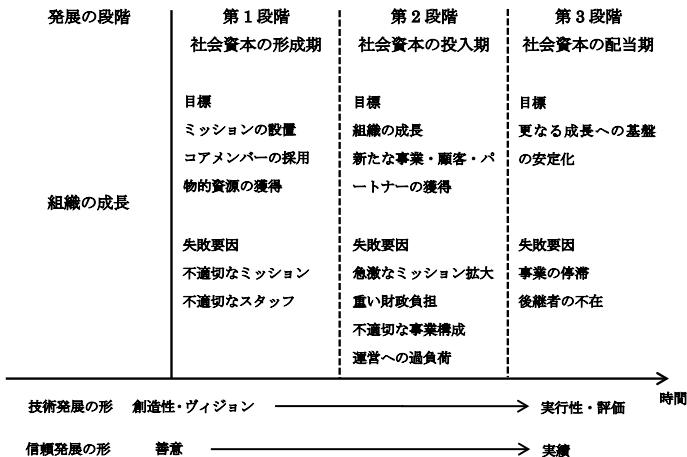 発展の段階
第1段階
社会資本の形成期
第2段階
社会資本の投入期
第3段階
社会資本の配当期
組織の成長
目標
ミッションの設置
コアメンバーの採用
物的資源の獲得
失敗要因
不適切なミッション
不適切なスタッフ
目標
組織の成長
新たな事業・顧客・パ
ートナーの獲得
失敗要因
急激なミッション拡大
重い財政負担
不適切な事業構成
運営への過負荷
目標
更なる成長への基盤
の安定化
失敗要因
事業の停滞
後継者の不在
時間
技術発展の形 創造性・ヴィジョン 実行性・評価
信頼発展の形 善意 実績